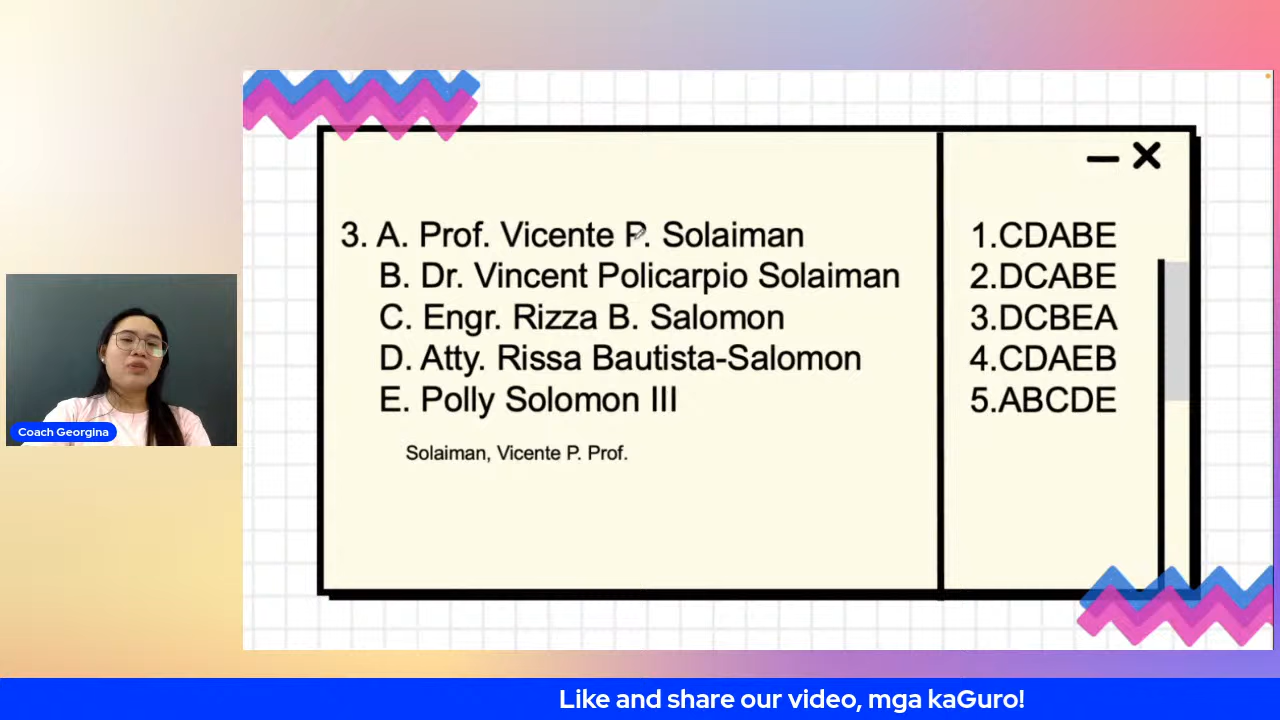 3. A. Prof. Vicente P. Solaiman
B. Dr. Vincent Policarpio Solaiman
C. Engr. Rizza B. Salomon
D. Atty. Rissa Bautista-Salomon
E. Polly Solomon III
Solaiman, Vicente P. Prof.
1.CDABE
2.DCABE
3.DCBEA
4.CDAEB
5.ABCDE
Coach Georgina
Like and share our video, mga kaGuro!